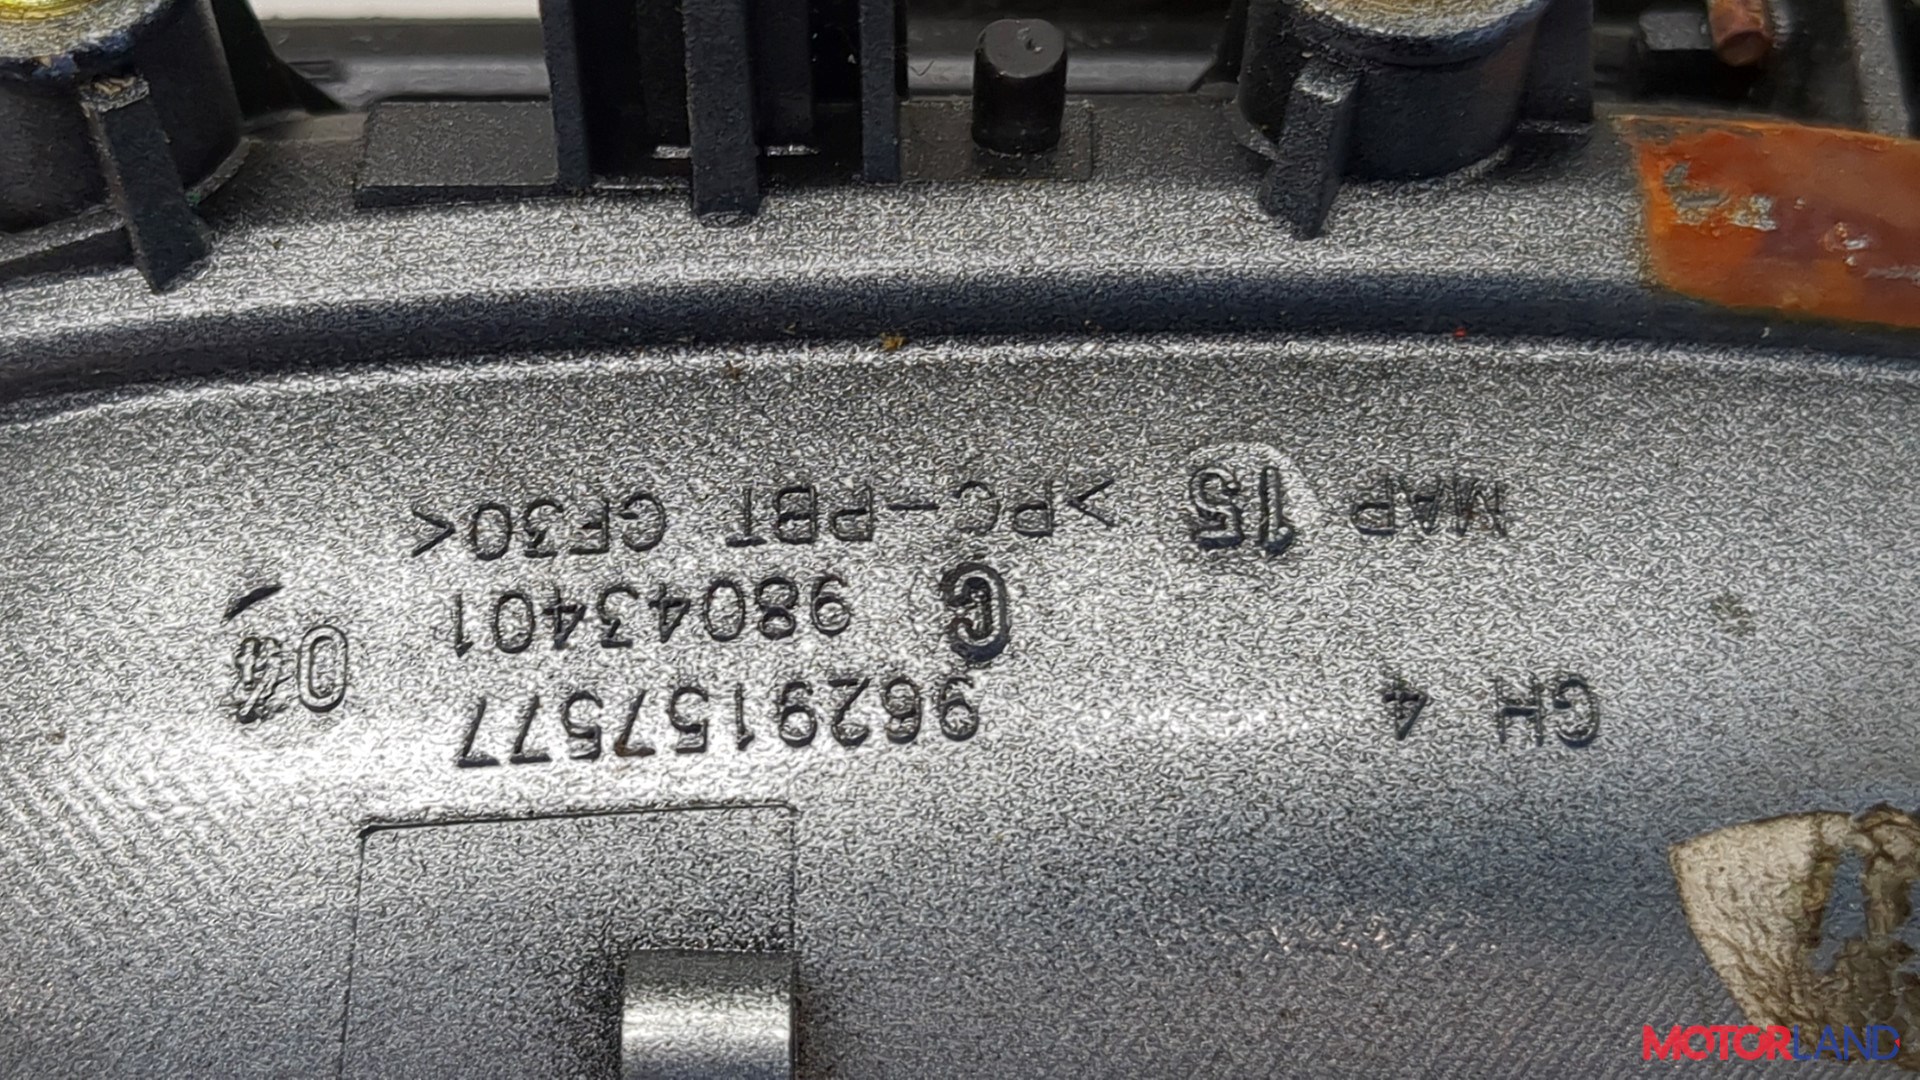 GH 4 9629157577
G 98043401 04
MAP 15 >PC-PBT GF30<
MOTORLAND